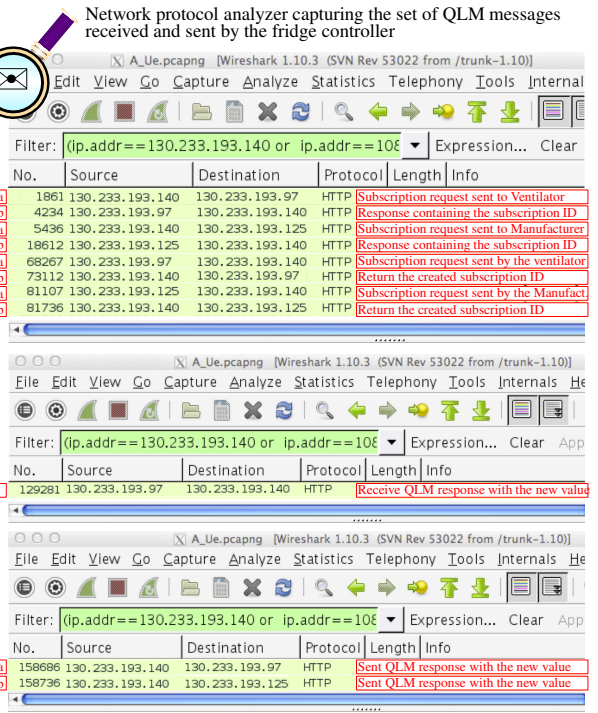 Network protocol analyzer capturing the set of QLM messages
received and sent by the fridge controller
A_Ue.pcapng [Wireshark 1.10.3 (SVN Rev 53022 from /trunk-1.10)]
Edit View Go Capture Analyze Statistics Telephony Tools Internal
Filter: (ip.addr==130.233.193.140 or ip.addr==108 Expression... Clear
No. Source Destination Protocol Length Info
a 1861 130.233.193.140 130.233.193.97 HTTP Subscription request sent to Ventilator
b 4234 130.233.193.97 130.233.193.140 HTTP Response containing the subscription ID
a 5436 130.233.193.140 130.233.193.125 HTTP Subscription request sent to Manufacturer
b 18612 130.233.193.125 130.233.193.140 HTTP Response containing the subscription ID
a 68267 130.233.193.97 130.233.193.140 HTTP Subscription request sent by the ventilator
b 73112 130.233.193.140 130.233.193.97 HTTP Return the created subscription ID
a 81107 130.233.193.125 130.233.193.140 HTTP Subscription request sent by the Manufact.
b 81736 130.233.193.140 130.233.193.125 HTTP Return the created subscription ID
A_Ue.pcapng [Wireshark 1.10.3 (SVN Rev 53022 from /trunk-1.10)]
File Edit View Go Capture Analyze Statistics Telephony Tools Internals He
Filter: (ip.addr==130.233.193.140 or ip.addr==108 Expression... Clear App
No. Source Destination Protocol Length Info
129281 130.233.193.97 130.233.193.140 HTTP Receive QLM response with the new value
A_Ue.pcapng [Wireshark 1.10.3 (SVN Rev 53022 from /trunk-1.10)]
File Edit View Go Capture Analyze Statistics Telephony Tools Internals He
Filter: (ip.addr==130.233.193.140 or ip.addr==108 Expression... Clear App
No. Source Destination Protocol Length Info
a 158686 130.233.193.140 130.233.193.97 HTTP Sent QLM response with the new value
b 158736 130.233.193.140 130.233.193.125 HTTP Sent QLM response with the new value